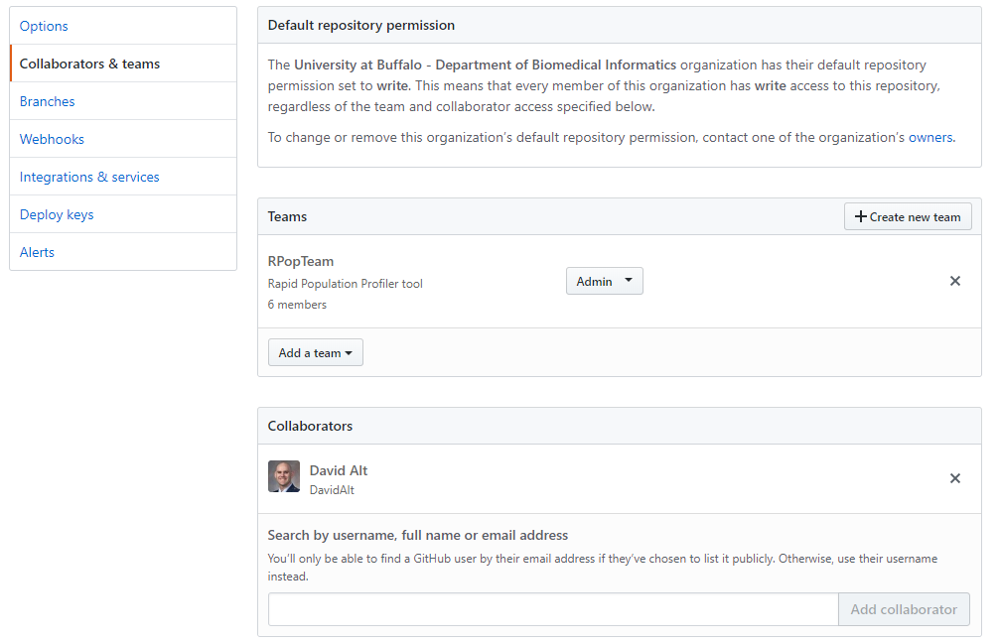 Options
Collaborators & teams
Branches
Webhooks
Integrations & services
Deploy keys
Alerts
Default repository permission
The University at Buffalo - Department of Biomedical Informatics organization has their default repository
permission set to write. This means that every member of this organization has write access to this repository,
regardless of the team and collaborator access specified below.
To change or remove this organization's default repository permission, contact one of the organization's owners.
Teams
Create new team
RPopTeam
Rapid Population Profiler tool
6 members
Admin
Add a team
Collaborators
David Alt
DavidAlt
Search by username, full name or email address
You'll only be able to find a GitHub user by their email address if they've chosen to list it publicly. Otherwise, use their username
instead.
Add collaborator